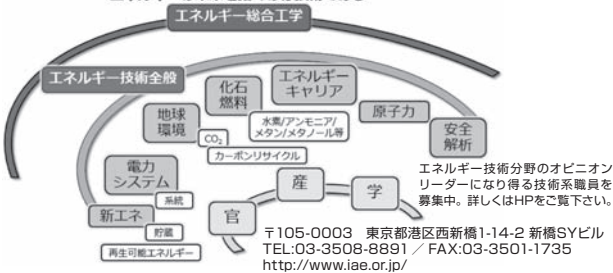 エネルギー総合工学
エネルギー技術全般
エネルギー
キャリア
化石
燃料
水素/アンモニア/
メタン/メタノール等
原子力
安全
解析
地球
環境
CO₂
カーボンリサイクル
電力
システム
系統
新エネ
貯蔵
再生可能エネルギー
官
産
学
エネルギー技術分野のオピニオン
リーダーになり得る技術系職員を
募集中。詳しくはHPをご覧下さい。
〒105-0003 東京都港区西新橋1-14-2 新橋SYビル
TEL:03-3508-8891 / FAX:03-3501-1735
http://www.iae.or.jp/